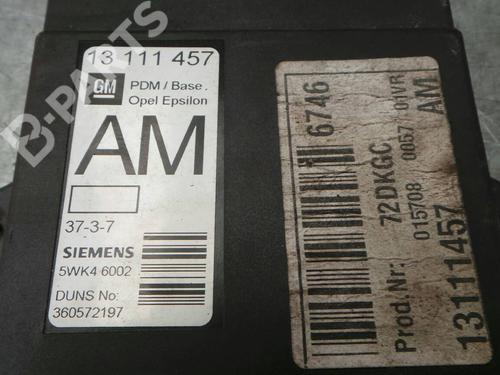 13 111 457
GM
PDM / Base.
Opel Epsilon
AM
37-3-7
SIEMENS
5WK4 6002
DUNS No:
360572197
6746
72DKGC
015708 0057 01VR
Prod.Nr: AM
13111457
B-PARTS
B-PARTS